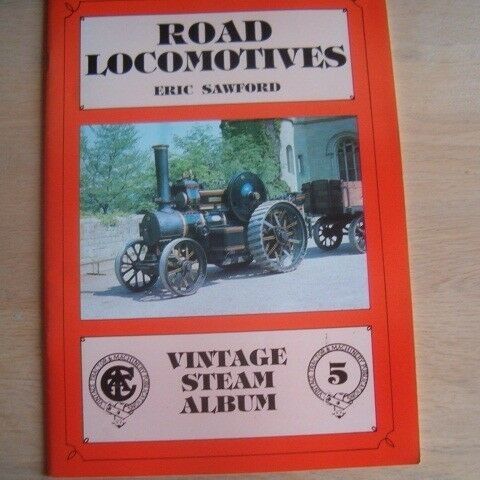 ROAD
LOCOMOTIVES
ERIC SAWFORD
VINTAGE
STEAM
ALBUM
5